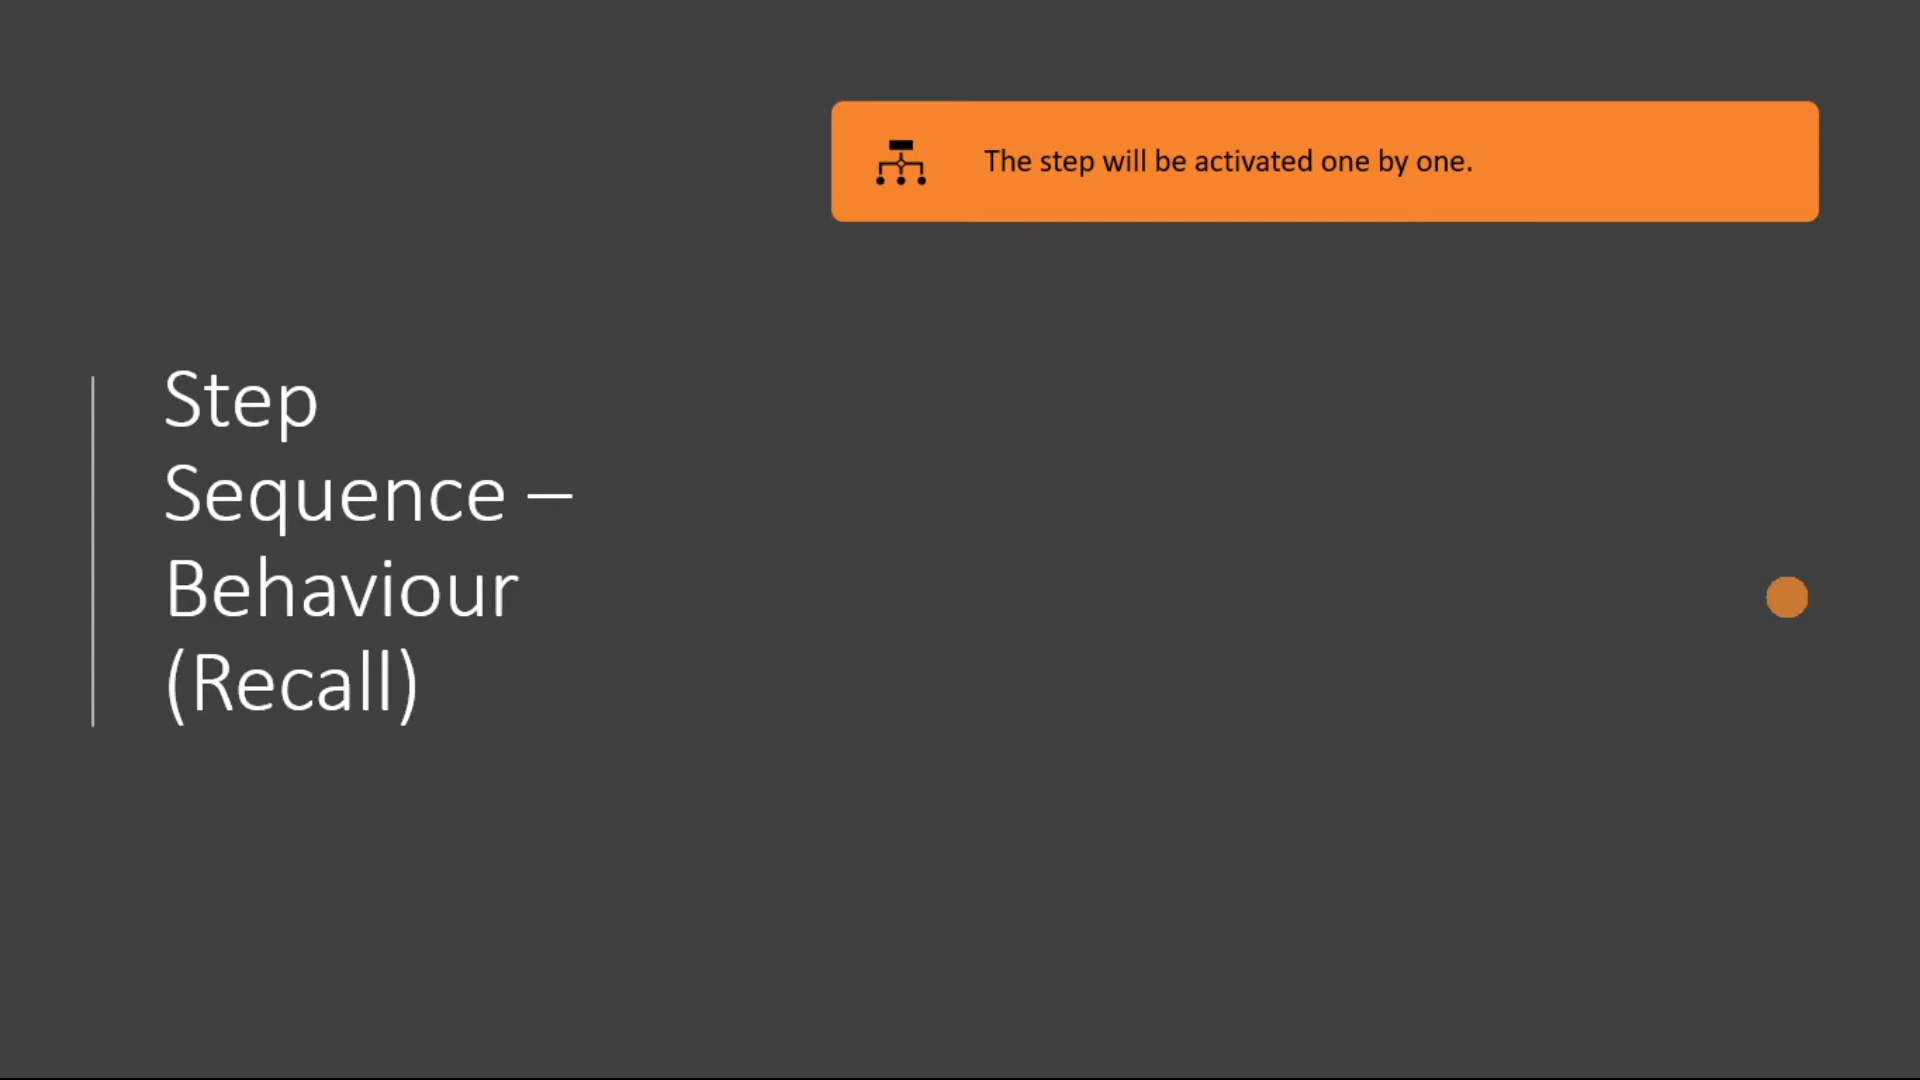 Step
Sequence –
Behaviour
(Recall)
The step will be activated one by one.